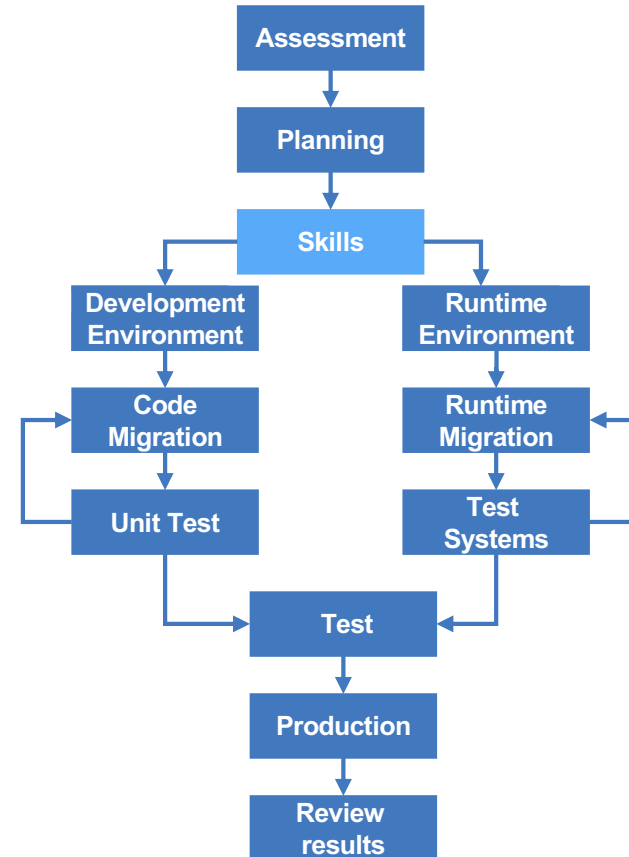 Assessment
Planning
Skills
Development
Environment
Runtime
Environment
Code
Migration
Runtime
Migration
Unit Test
Test
Systems
Test
Production
Review
results